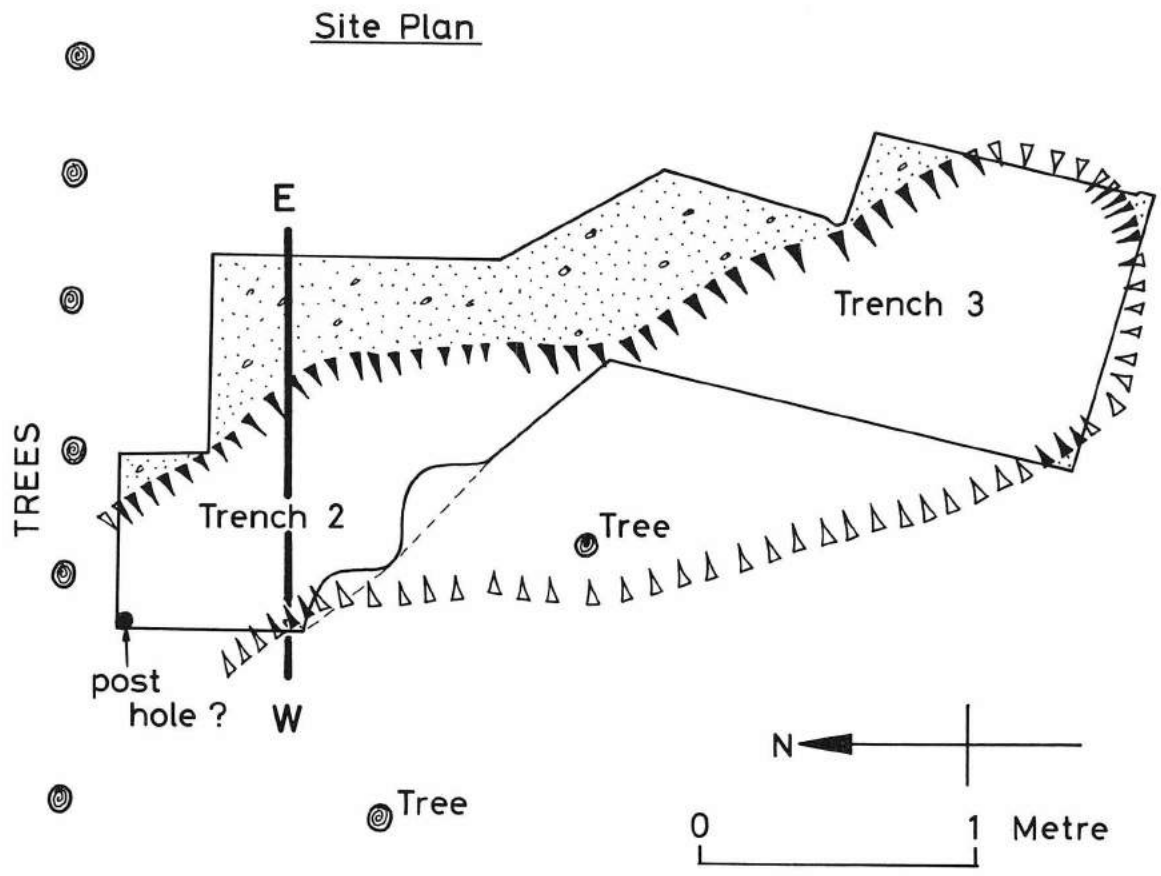 Site Plan
E
Trench 3
TREES
Trench 2
Tree
post
hole ?
W
N
Tree
0 1 Metre